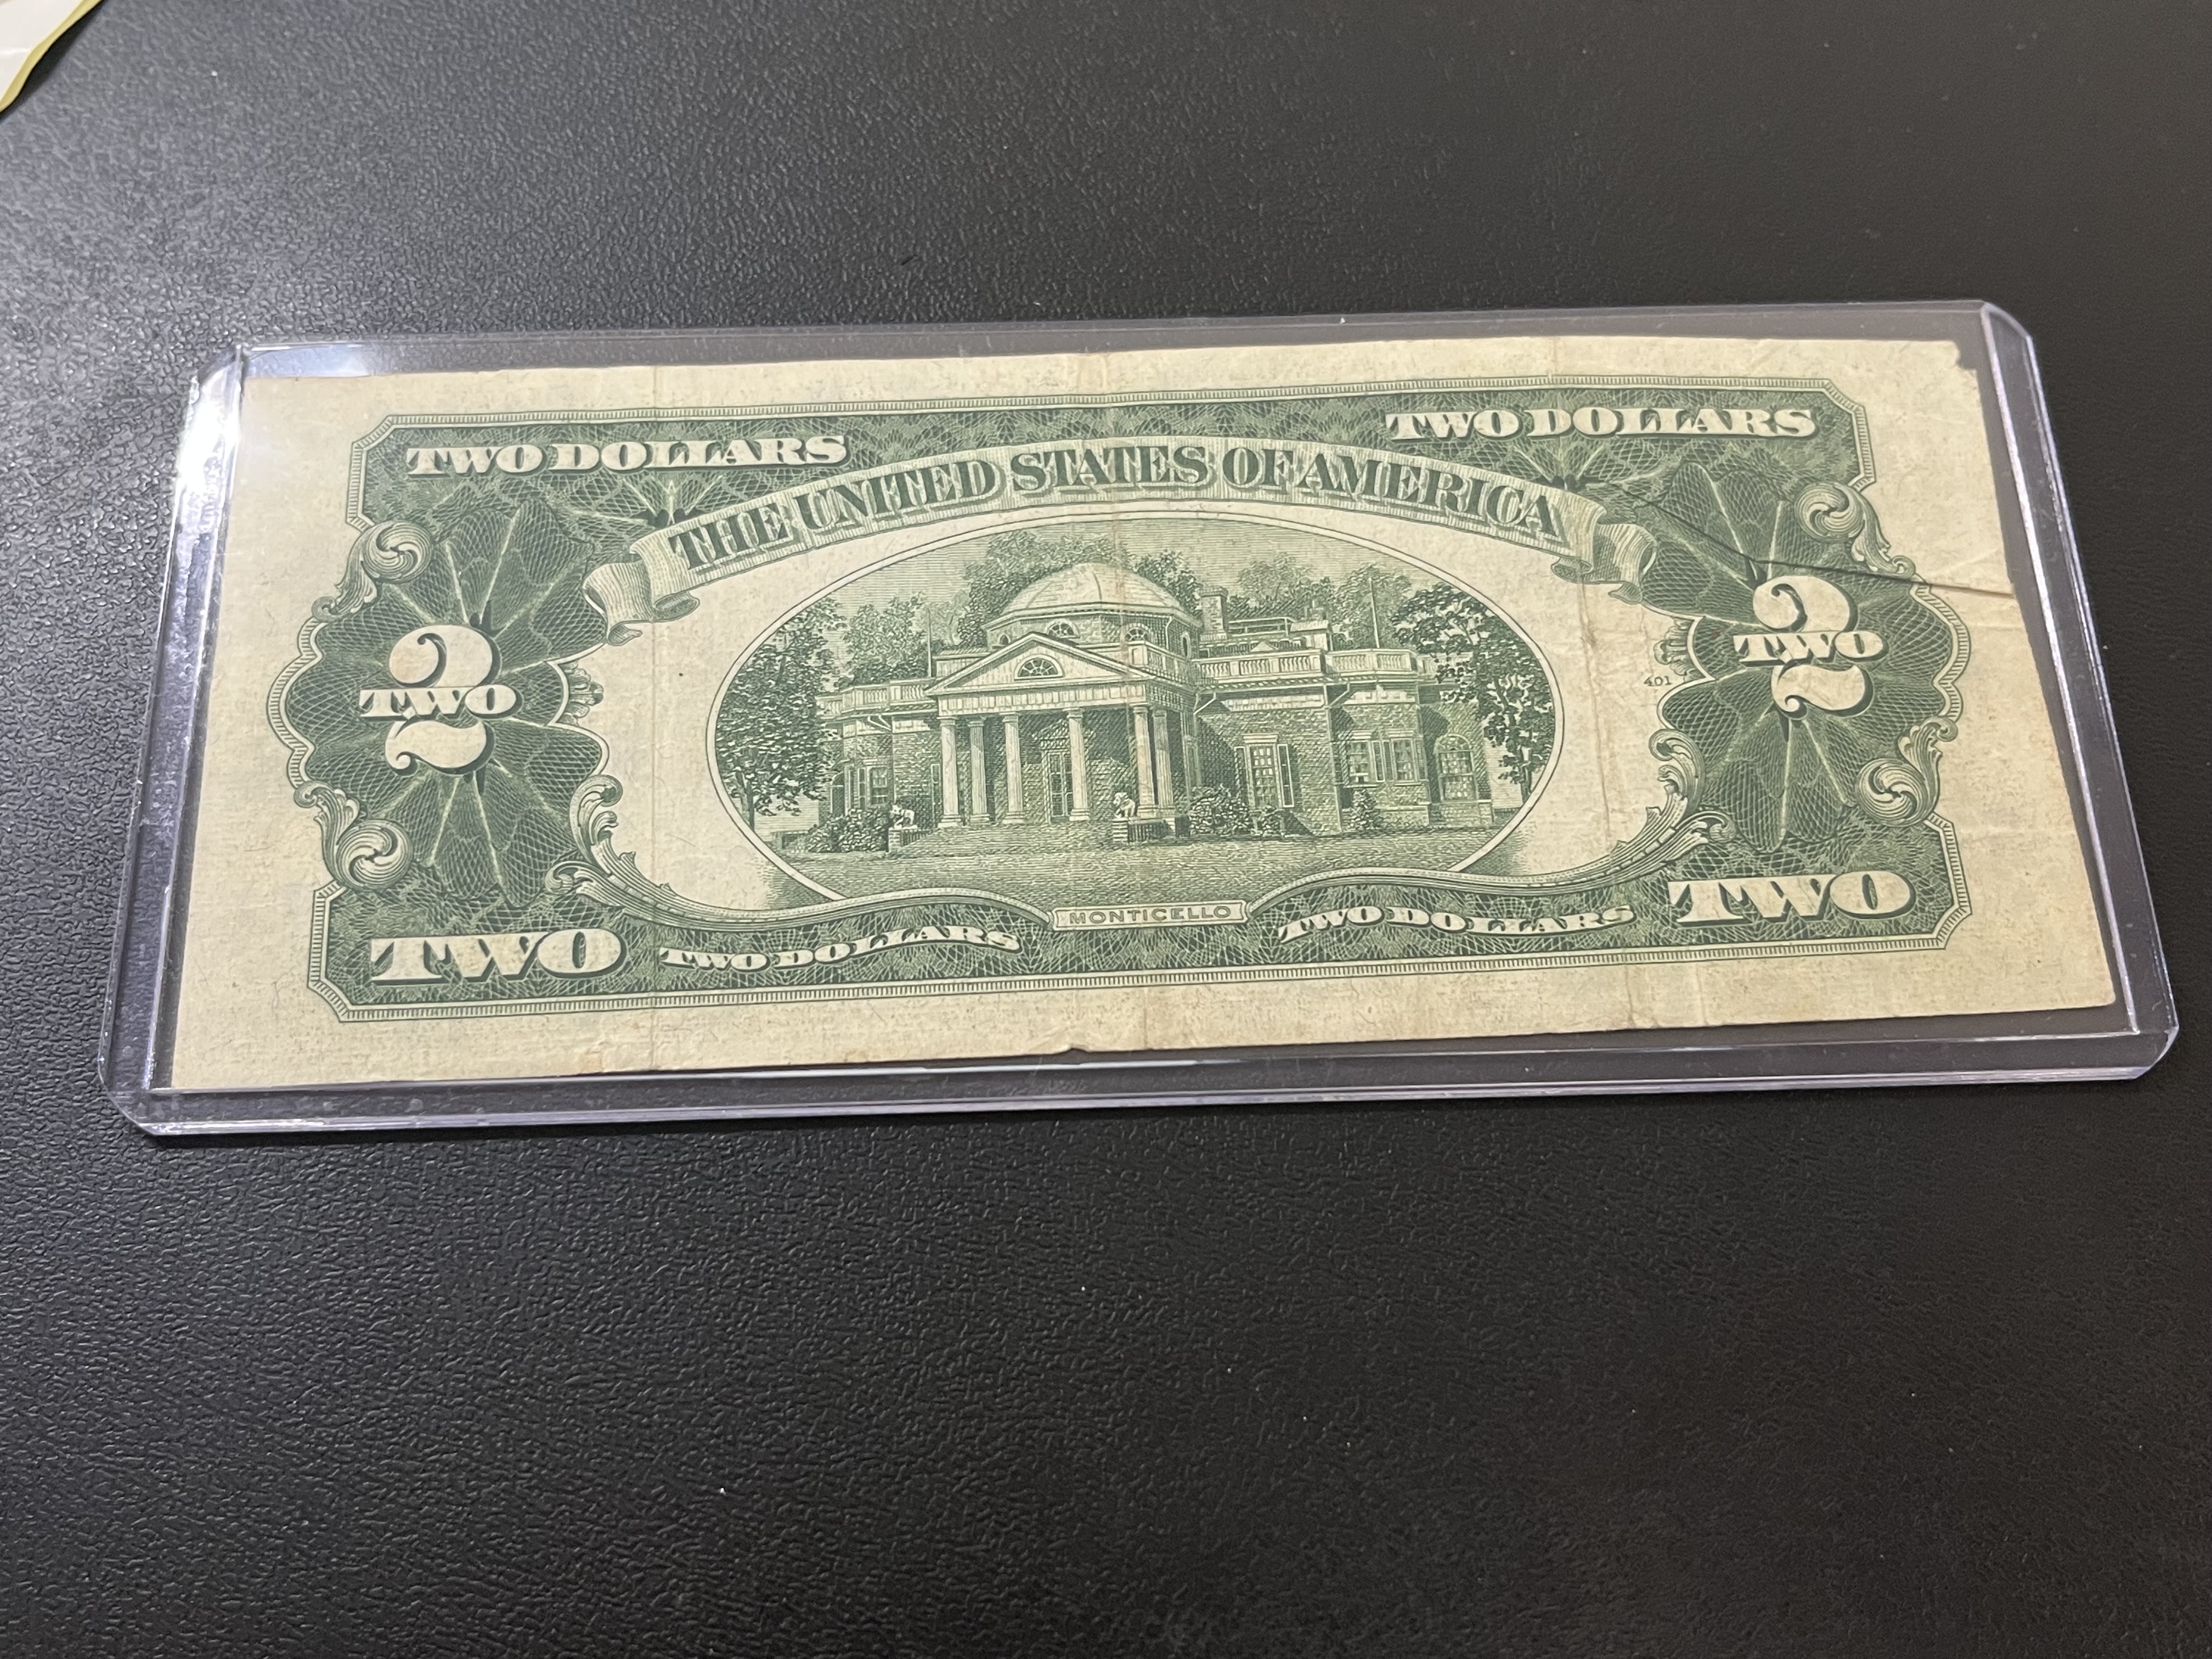 TWO DOLLARS
TWO DOLLARS
THE UNITED STATES OF AMERICA
2
TWO
2
TWO
401
TWO
TWO DOLLARS
MONTICELLO
TWO DOLLARS
TWO